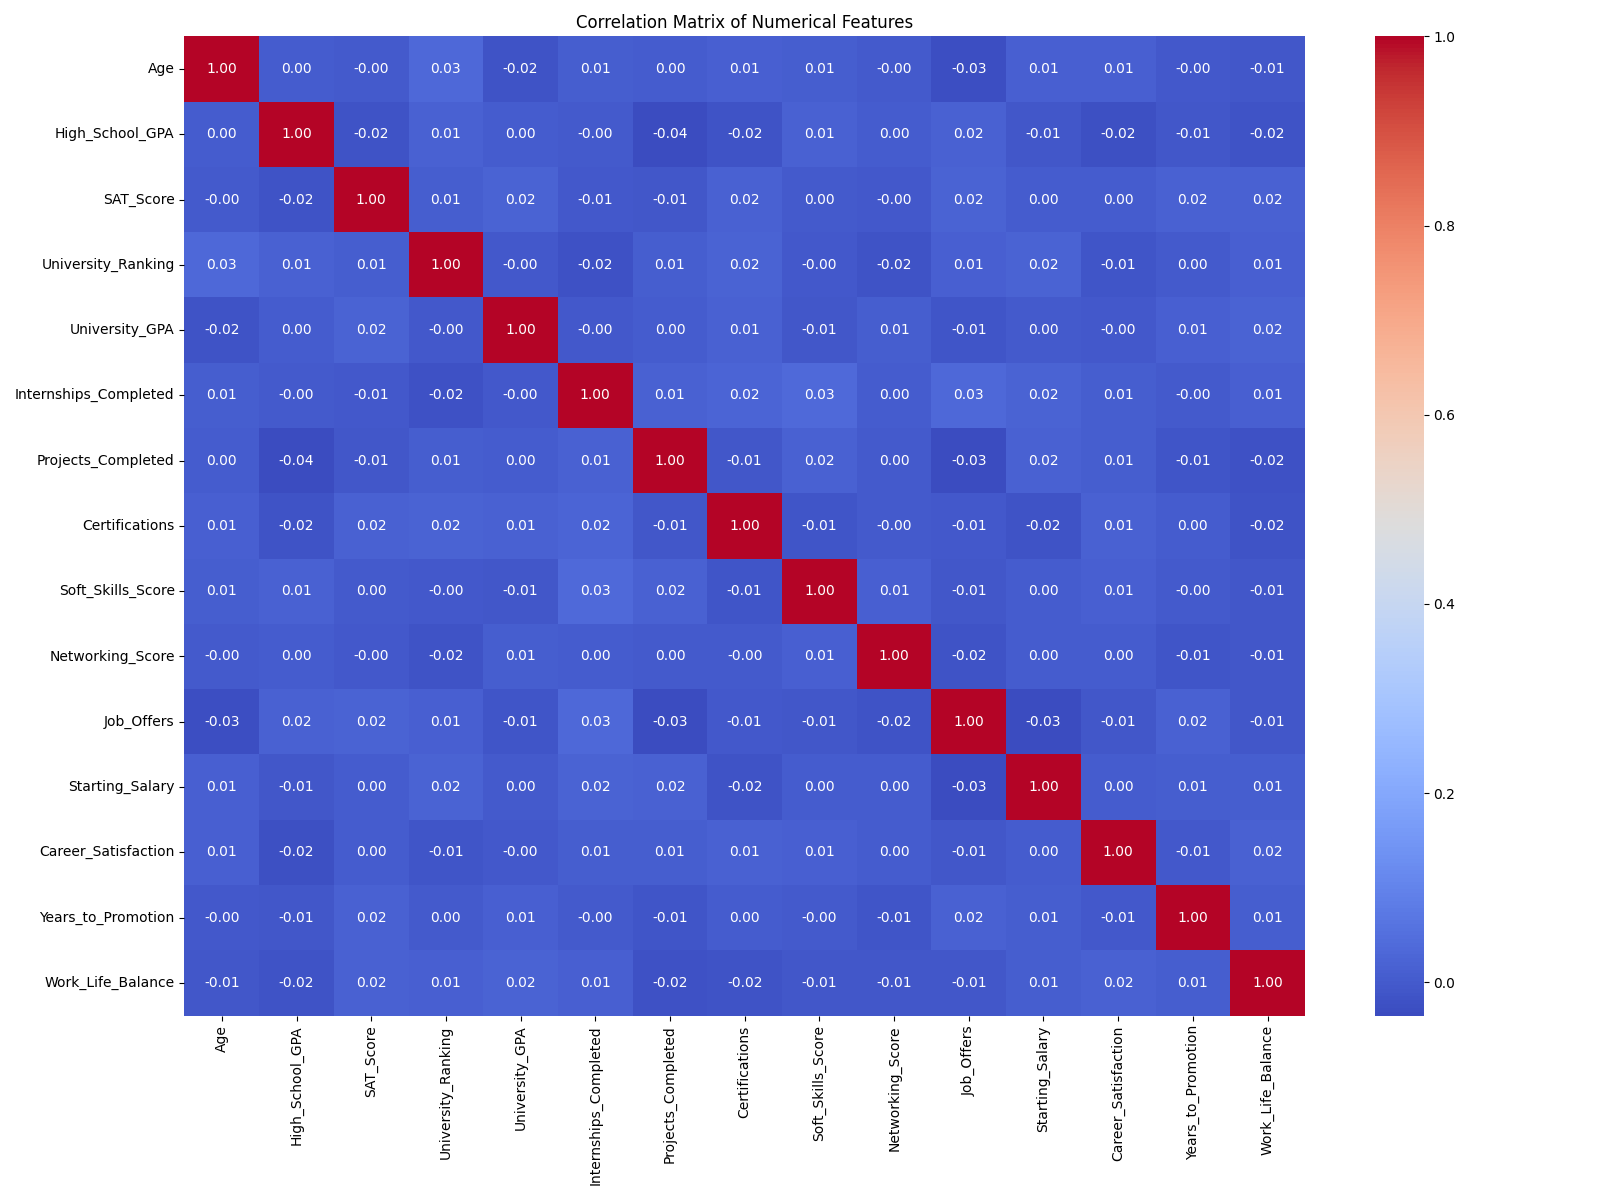 Correlation Matrix of Numerical Features
Age 1.00 0.00 -0.00 0.03 -0.02 0.01 0.00 0.01 0.01 -0.00 -0.03 0.01 0.01 -0.00 -0.01
High_School_GPA 0.00 1.00 -0.02 0.01 0.00 -0.00 -0.04 -0.02 0.01 0.00 0.02 -0.01 -0.02 -0.01 -0.02
SAT_Score -0.00 -0.02 1.00 0.01 0.02 -0.01 -0.01 0.02 0.00 -0.00 0.02 0.00 0.00 0.02 0.02
University_Ranking 0.03 0.01 0.01 1.00 -0.00 -0.02 0.01 0.02 -0.00 -0.02 0.01 0.02 -0.01 0.00 0.01
University_GPA -0.02 0.00 0.02 -0.00 1.00 -0.00 0.00 0.01 -0.01 0.01 -0.01 0.00 -0.00 0.01 0.02
Internships_Completed 0.01 -0.00 -0.01 -0.02 -0.00 1.00 0.01 0.02 0.03 0.00 0.03 0.02 0.01 -0.00 0.01
Projects_Completed 0.00 -0.04 -0.01 0.01 0.00 0.01 1.00 -0.01 0.02 0.00 -0.03 0.02 0.01 -0.01 -0.02
Certifications 0.01 -0.02 0.02 0.02 0.01 0.02 -0.01 1.00 -0.01 -0.00 -0.01 -0.02 0.01 0.00 -0.02
Soft_Skills_Score 0.01 0.01 0.00 -0.00 -0.01 0.03 0.02 -0.01 1.00 0.01 -0.01 0.00 0.01 -0.00 -0.01
Networking_Score -0.00 0.00 -0.00 -0.02 0.01 0.00 0.00 -0.00 0.01 1.00 -0.02 0.00 0.00 -0.01 -0.01
Job_Offers -0.03 0.02 0.02 0.01 -0.01 0.03 -0.03 -0.01 -0.01 -0.02 1.00 -0.03 -0.01 0.02 -0.01
Starting_Salary 0.01 -0.01 0.00 0.02 0.00 0.02 0.02 -0.02 0.00 0.00 -0.03 1.00 0.00 0.01 0.01
Career_Satisfaction 0.01 -0.02 0.00 -0.01 -0.00 0.01 0.01 0.01 0.01 0.00 -0.01 0.00 1.00 -0.01 0.02
Years_to_Promotion -0.00 -0.01 0.02 0.00 0.01 -0.00 -0.01 0.00 -0.00 -0.01 0.02 0.01 -0.01 1.00 0.01
Work_Life_Balance -0.01 -0.02 0.02 0.01 0.02 0.01 -0.02 -0.02 -0.01 -0.01 -0.01 0.01 0.02 0.01 1.00
Age
High_School_GPA
SAT_Score
University_Ranking
University_GPA
Internships_Completed
Projects_Completed
Certifications
Soft_Skills_Score
Networking_Score
Job_Offers
Starting_Salary
Career_Satisfaction
Years_to_Promotion
Work_Life_Balance
1.0
0.8
0.6
0.4
0.2
0.0